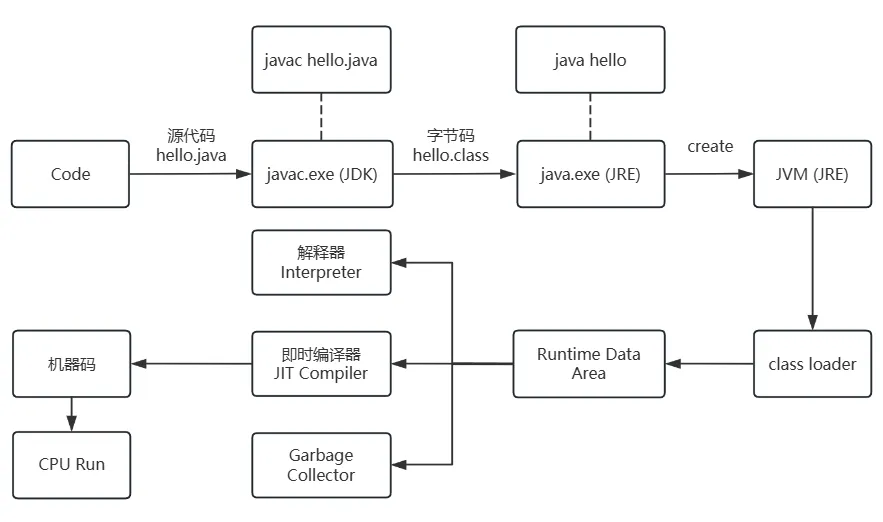 javac hello.java
java hello
源代码
hello.java
字节码
hello.class
create
Code
javac.exe (JDK)
java.exe (JRE)
JVM (JRE)
解释器
Interpreter
机器码
即时编译器
JIT Compiler
Runtime Data
Area
class loader
CPU Run
Garbage
Collector